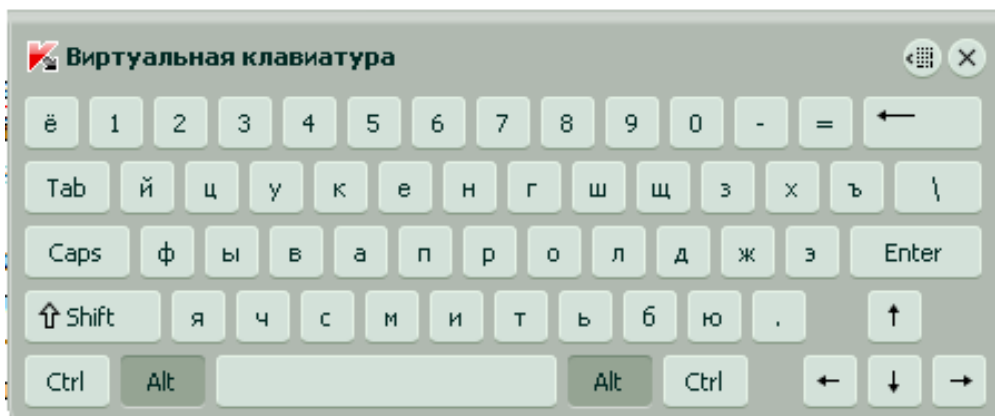 Виртуальная клавиатура
ё 1 2 3 4 5 6 7 8 9 0 - =
Tab й ц у к е н г ш щ з х ъ \
Caps ф ы в а п р о л д ж э Enter
Shift я ч с м и т ь б ю .
Ctrl Alt Alt Ctrl